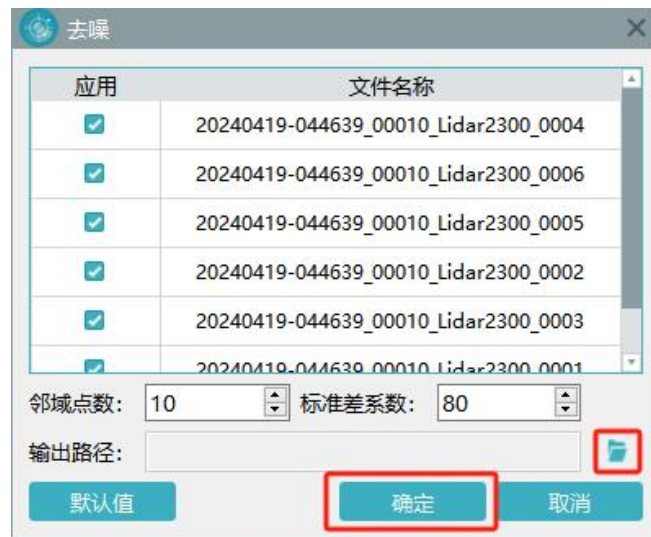 去噪
应用 文件名称
20240419-044639_00010_Lidar2300_0004
20240419-044639_00010_Lidar2300_0006
20240419-044639_00010_Lidar2300_0005
20240419-044639_00010_Lidar2300_0002
20240419-044639_00010_Lidar2300_0003
20240419-044639_00010_Lidar2300_0001
邻域点数: 10 标准差系数: 80
输出路径:
默认值 确定 取消